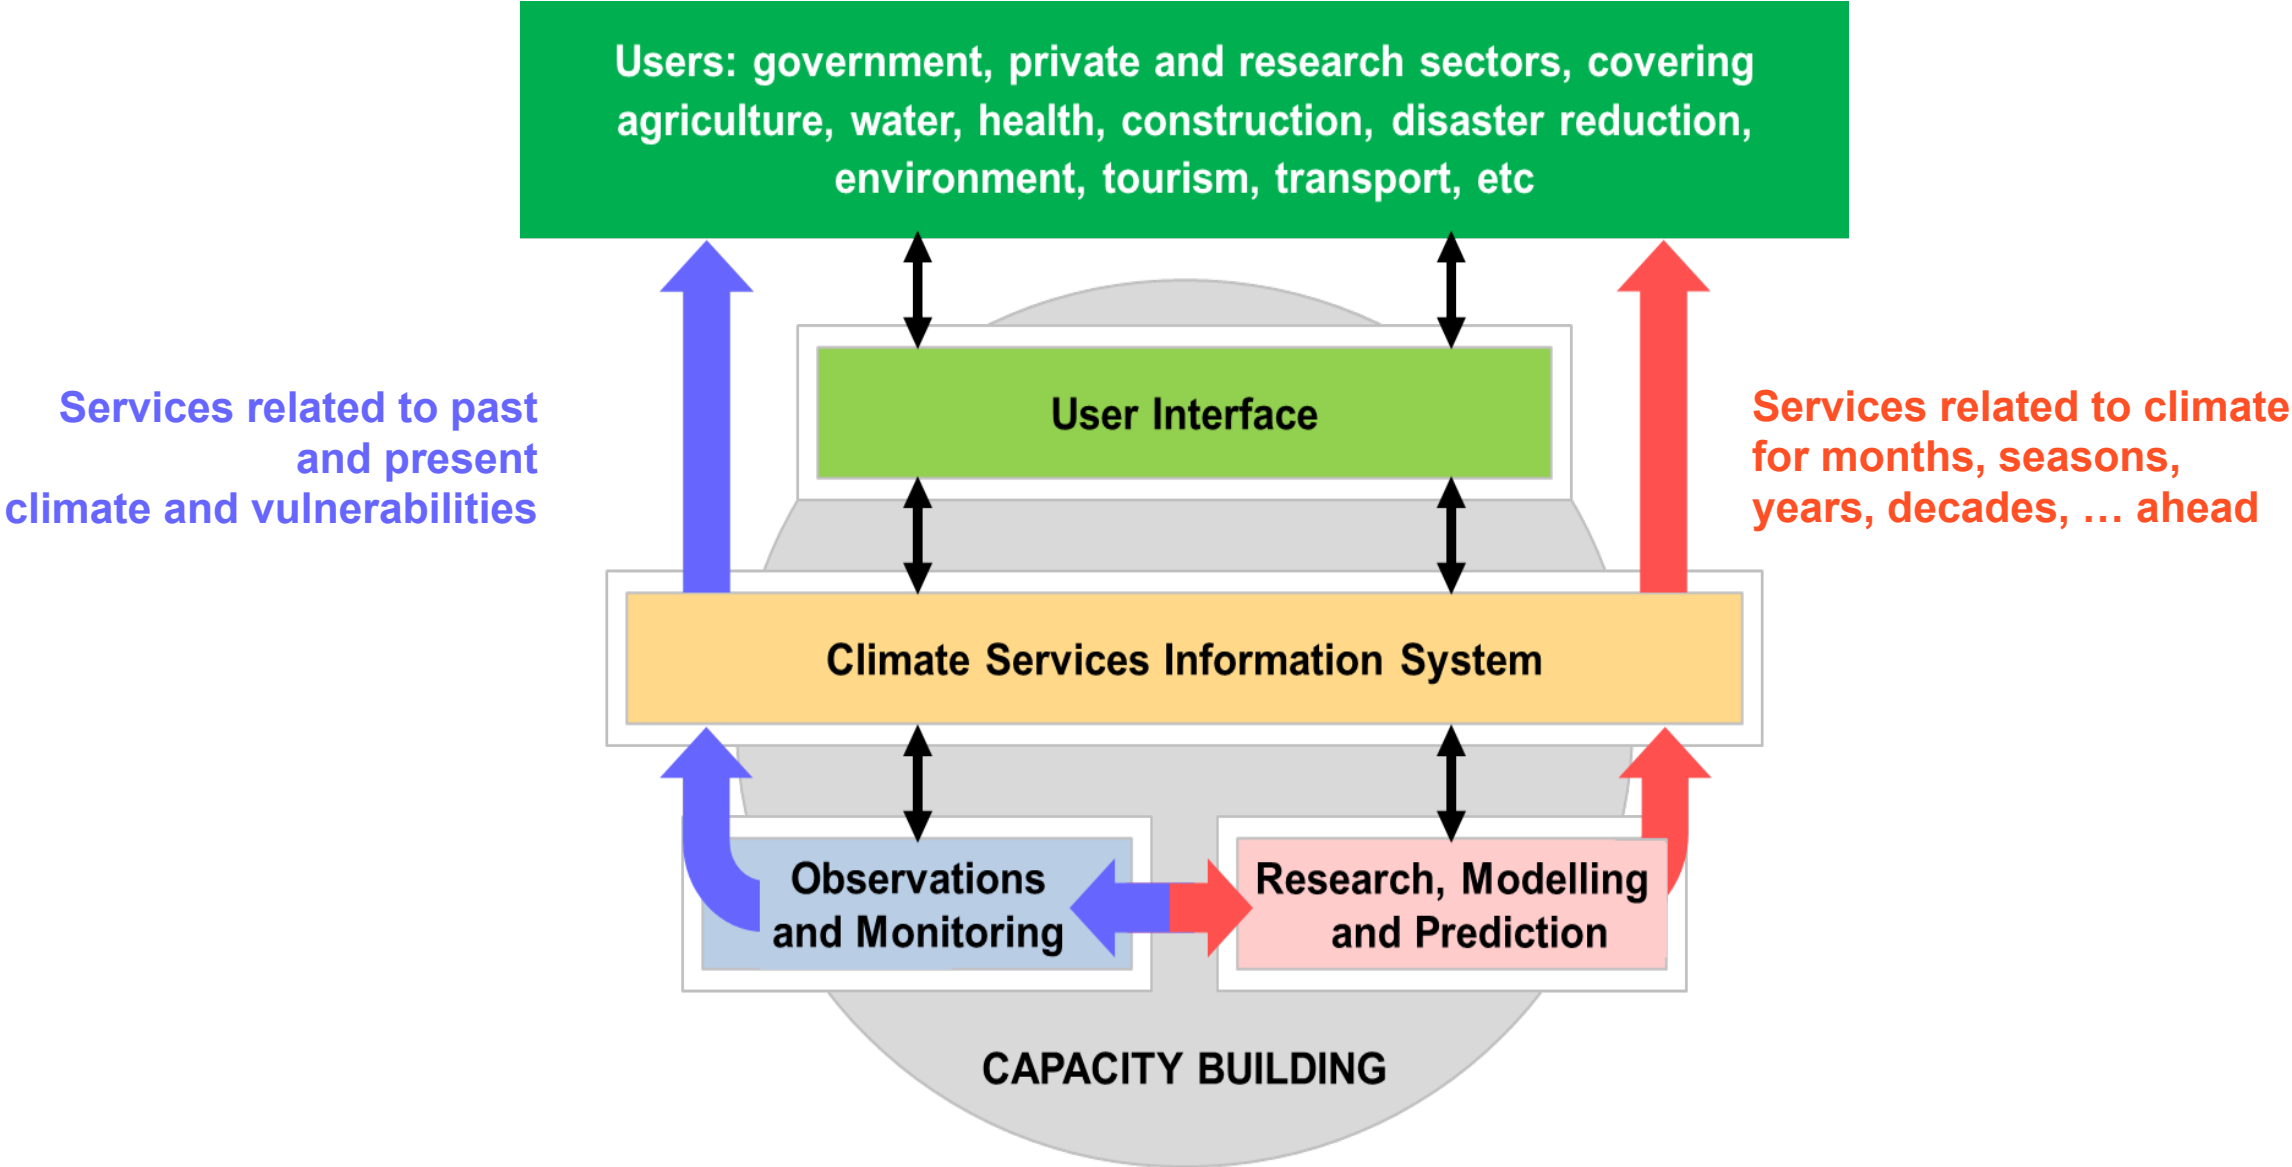 Users: government, private and research sectors, covering
agriculture, water, health, construction, disaster reduction,
environment, tourism, transport, etc
Services related to past
and present
climate and vulnerabilities
User Interface
Services related to climate
for months, seasons,
years, decades, … ahead
Climate Services Information System
Observations
and Monitoring
Research, Modelling
and Prediction
CAPACITY BUILDING